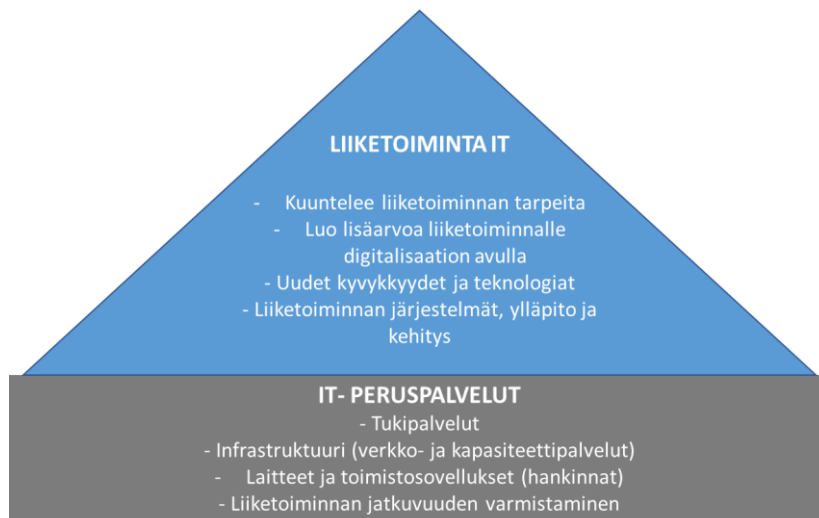 LIIKETOIMINTA IT
- Kuuntelee liiketoiminnan tarpeita
- Luo lisäarvoa liiketoiminnalle
digitalisaation avulla
- Uudet kyvykkyydet ja teknologiat
- Liiketoiminnan järjestelmät, ylläpito ja
kehitys
IT- PERUSPALVELUT
- Tukipalvelut
- Infrastruktuuri (verkko- ja kapasiteettipalvelut)
- Laitteet ja toimistosovellukset (hankinnat)
- Liiketoiminnan jatkuvuuden varmistaminen